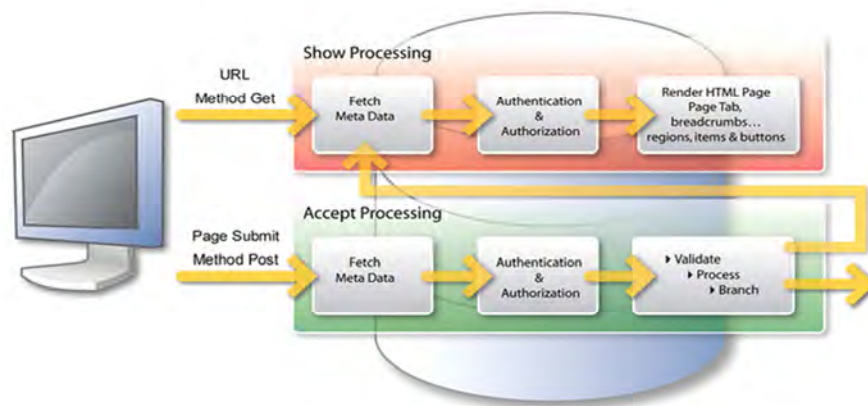 Show Processing
URL
Method Get
Fetch
Meta Data
Authentication
&
Authorization
Render HTML Page
Page Tab,
breadcrumbs...
regions, items & buttons
Accept Processing
Page Submit
Method Post
Fetch
Meta Data
Authentication
&
Authorization
Validate
Process
Branch